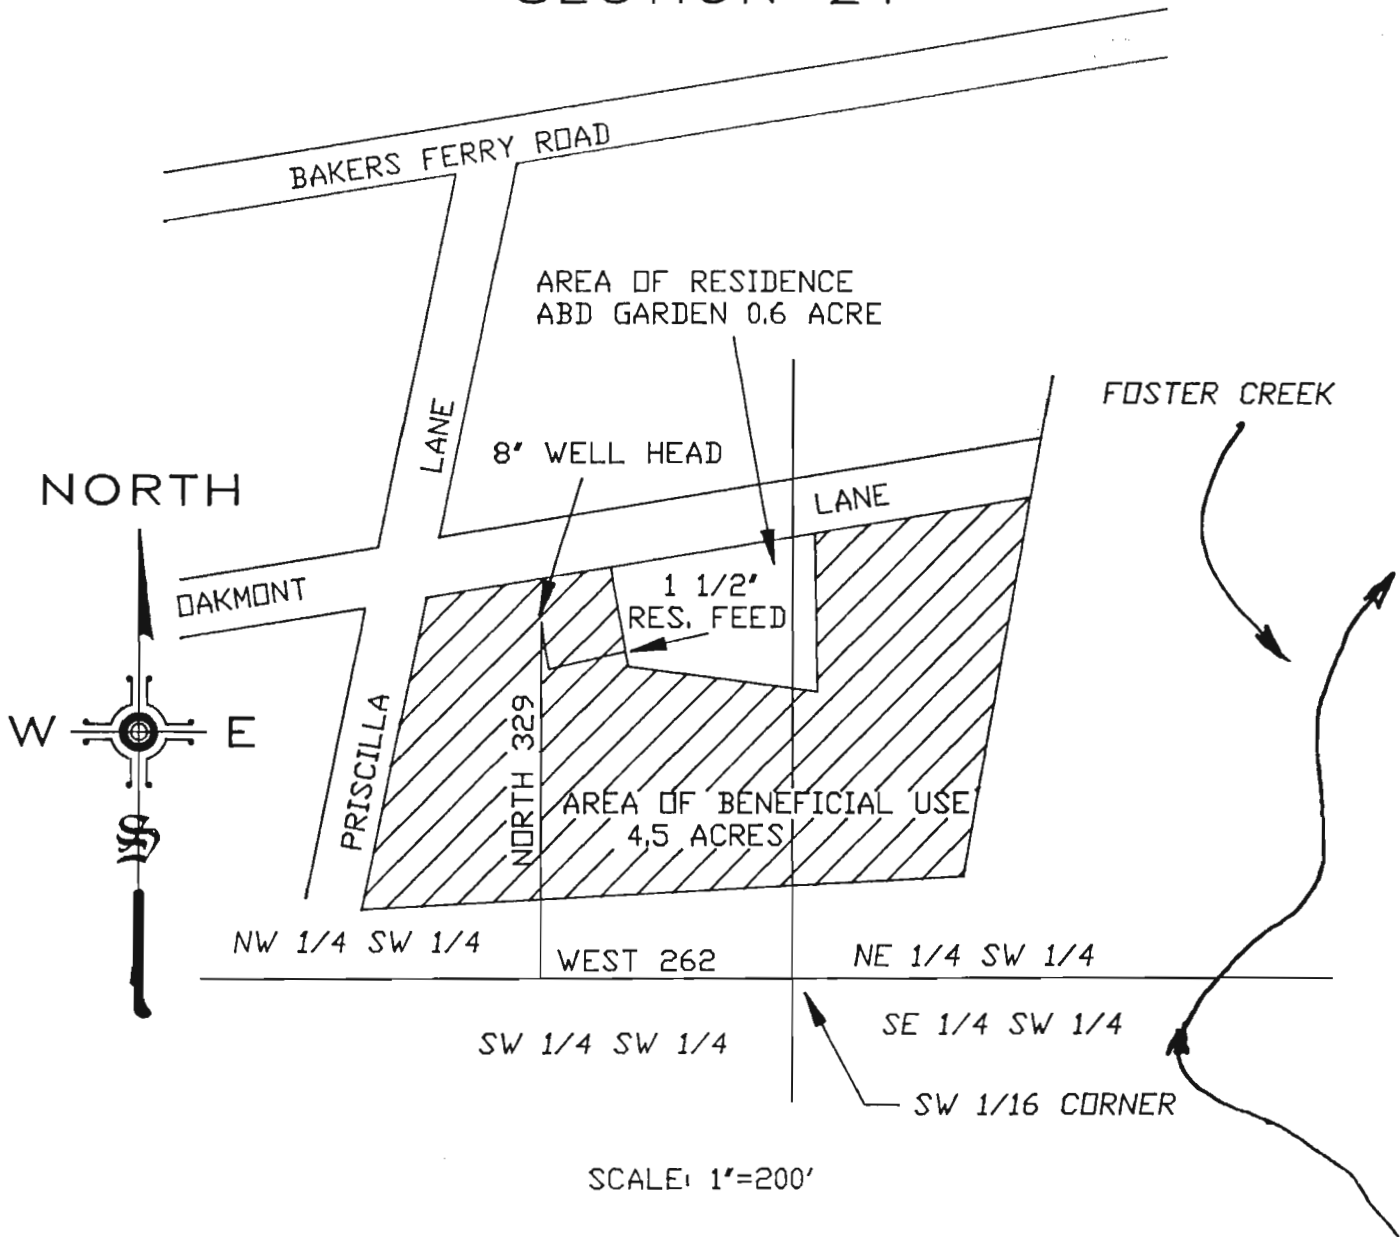 BAKERS FERRY ROAD
AREA OF RESIDENCE
ABD GARDEN 0.6 ACRE
FOSTER CREEK
LANE
8" WELL HEAD
NORTH
LANE
OAKMONT
1 1/2"
RES. FEED
W E
PRISCILLA
NORTH 329
AREA OF BENEFICIAL USE
4.5 ACRES
NW 1/4 SW 1/4
WEST 262
NE 1/4 SW 1/4
SW 1/4 SW 1/4
SE 1/4 SW 1/4
SW 1/16 CORNER
SCALE: 1"=200'